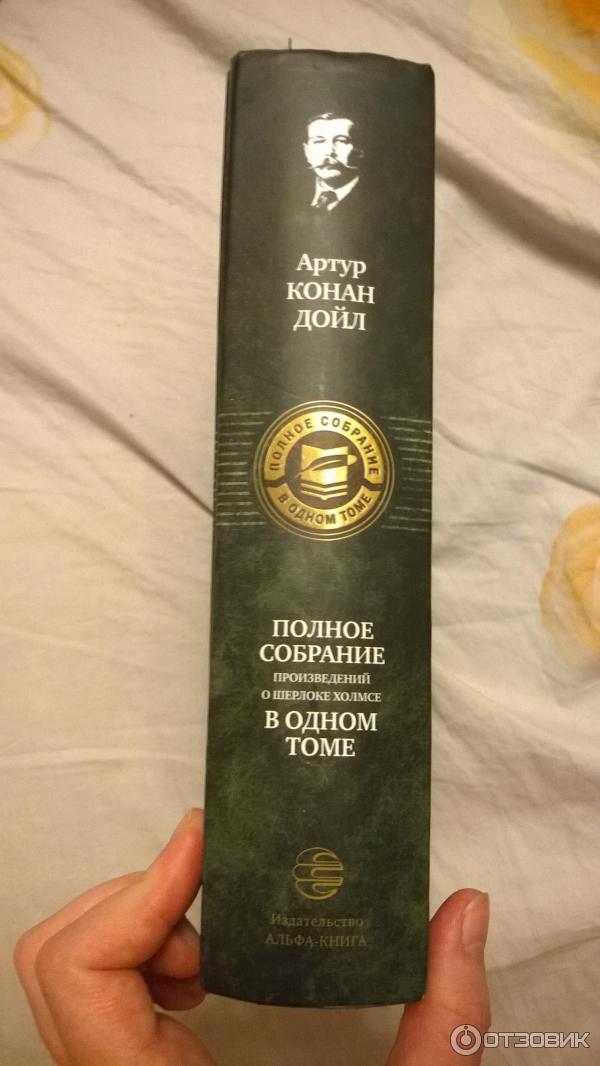 Артур
КОНАН
ДОЙЛ
ПОЛНОЕ СОБРАНИЕ
В ОДНОМ ТОМЕ
ПОЛНОЕ
СОБРАНИЕ
ПРОИЗВЕДЕНИЙ
О ШЕРЛОКЕ ХОЛМСЕ
В ОДНОМ
ТОМЕ
Издательство
АЛЬФА-КНИГА
ОТЗОВИК